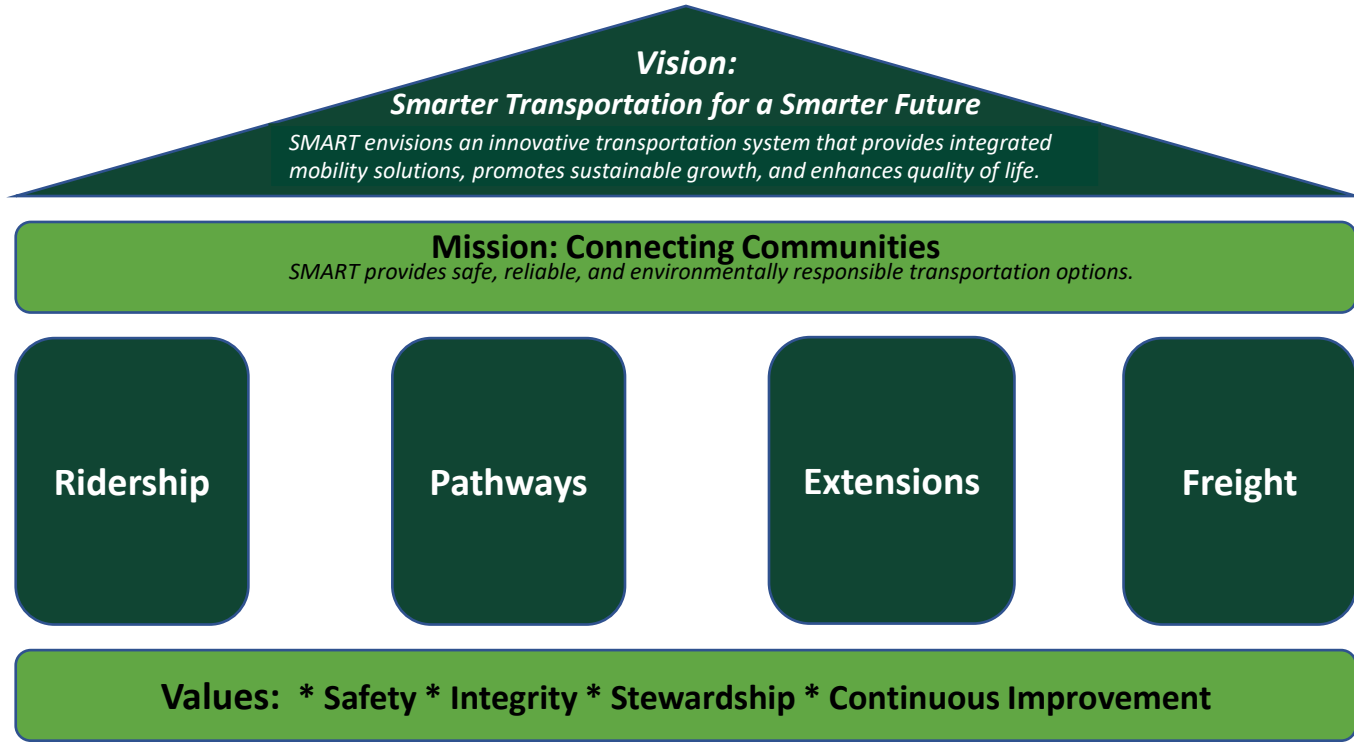 Vision:
Smarter Transportation for a Smarter Future
SMART envisions an innovative transportation system that provides integrated
mobility solutions, promotes sustainable growth, and enhances quality of life.
Mission: Connecting Communities
SMART provides safe, reliable, and environmentally responsible transportation options.
Ridership
Pathways
Extensions
Freight
Values: * Safety * Integrity * Stewardship * Continuous Improvement